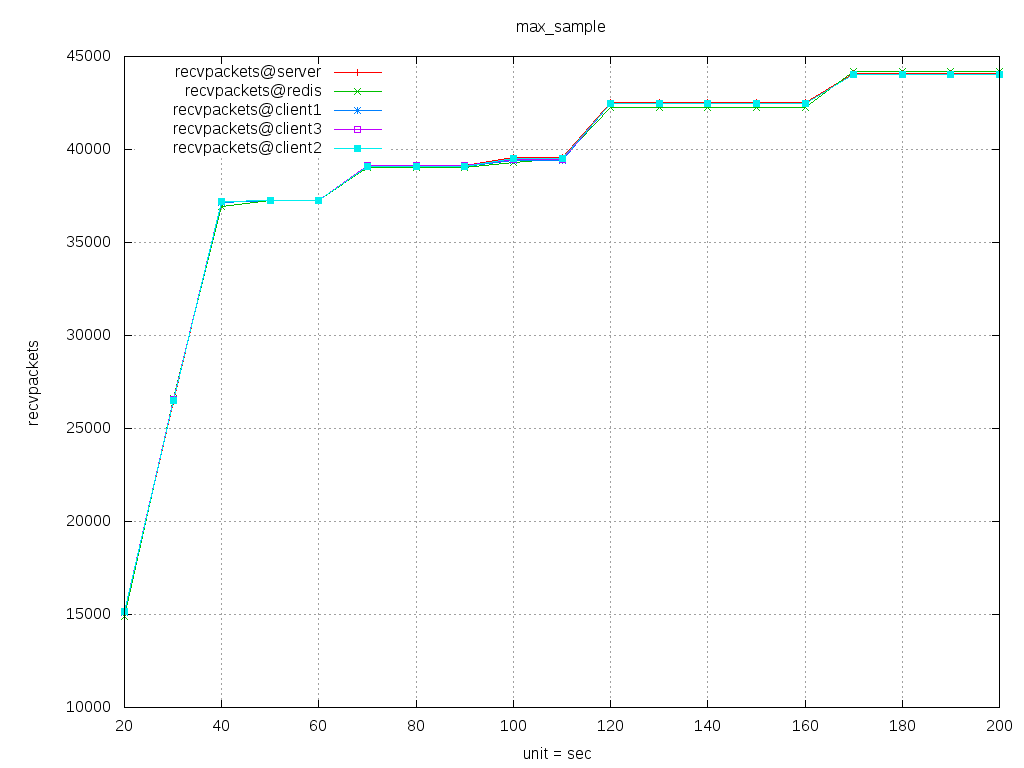 max_sample
45000
40000
35000
30000
25000
20000
15000
10000
recvpackets
recvpackets@server
recvpackets@redis
recvpackets@client1
recvpackets@client3
recvpackets@client2
20 40 60 80 100 120 140 160 180 200
unit = sec